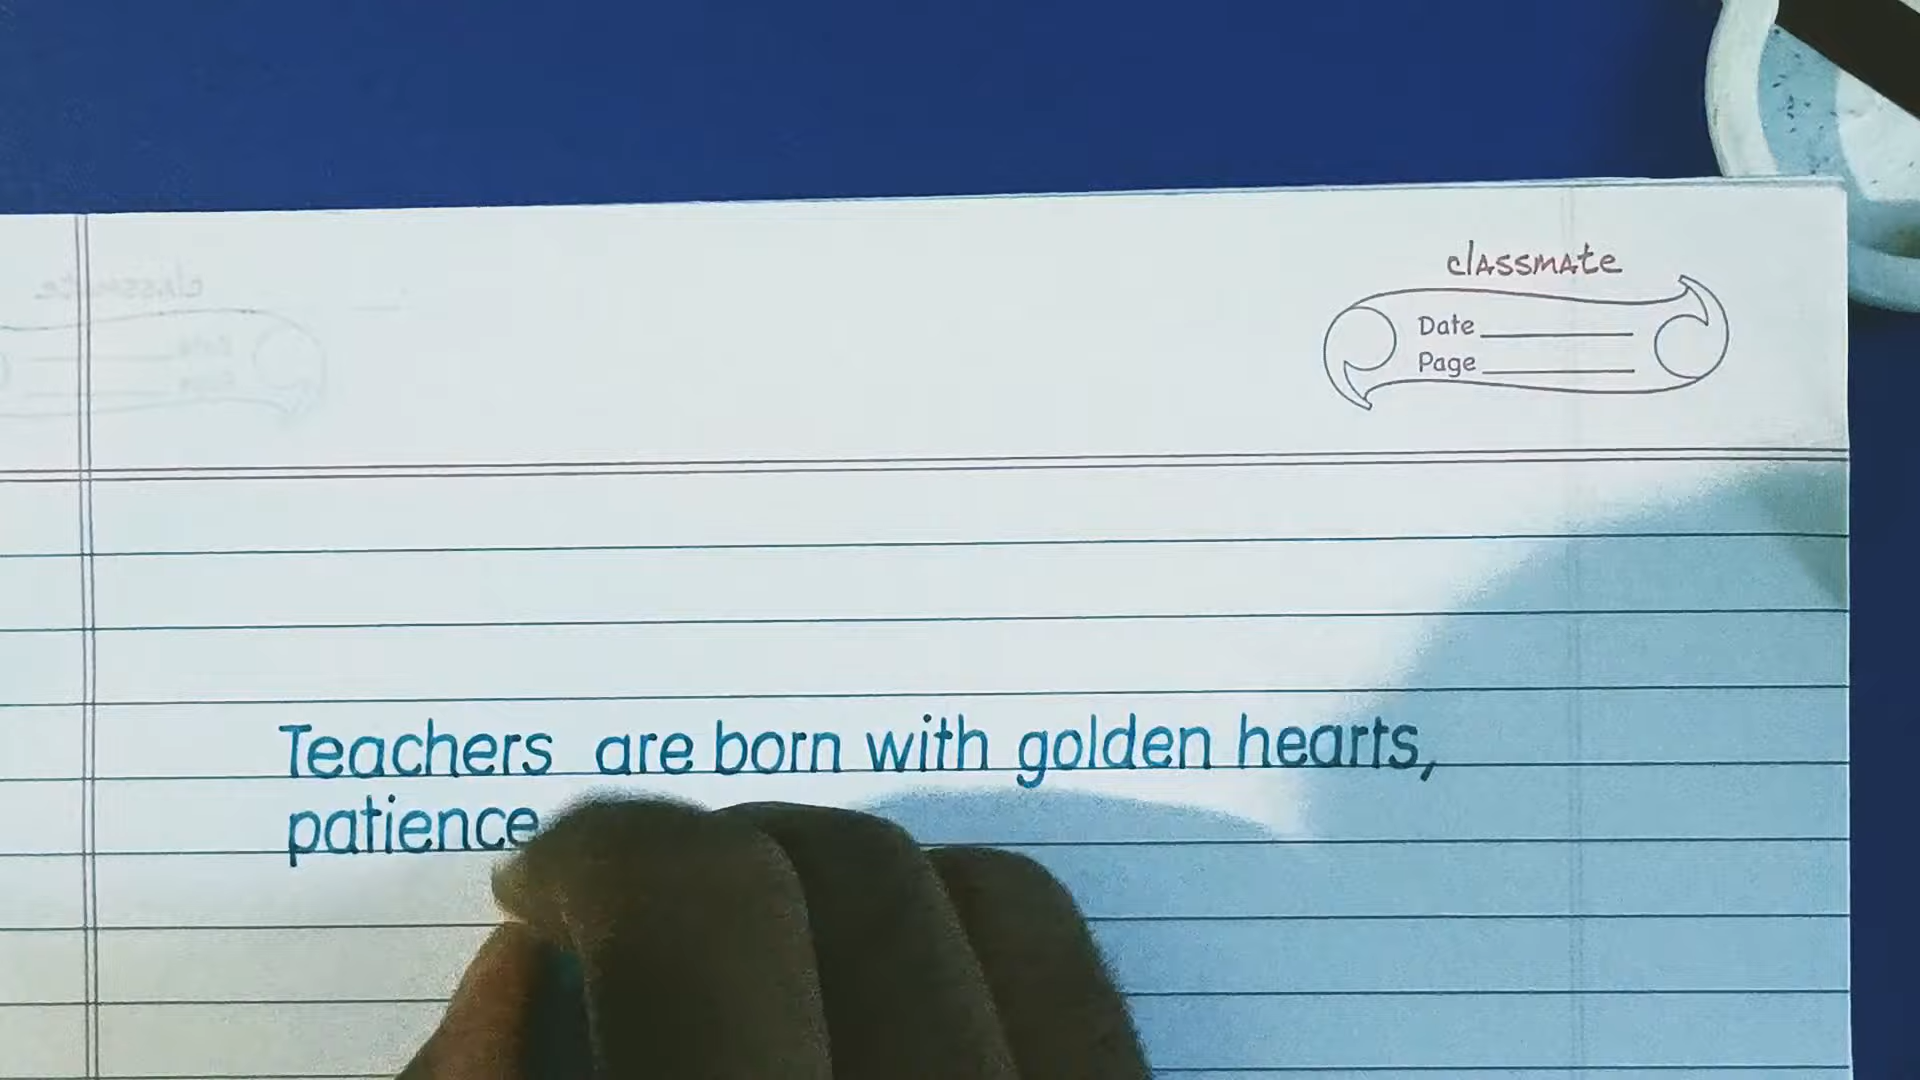 classmate
Date
Page
Teachers are born with golden hearts,
patience